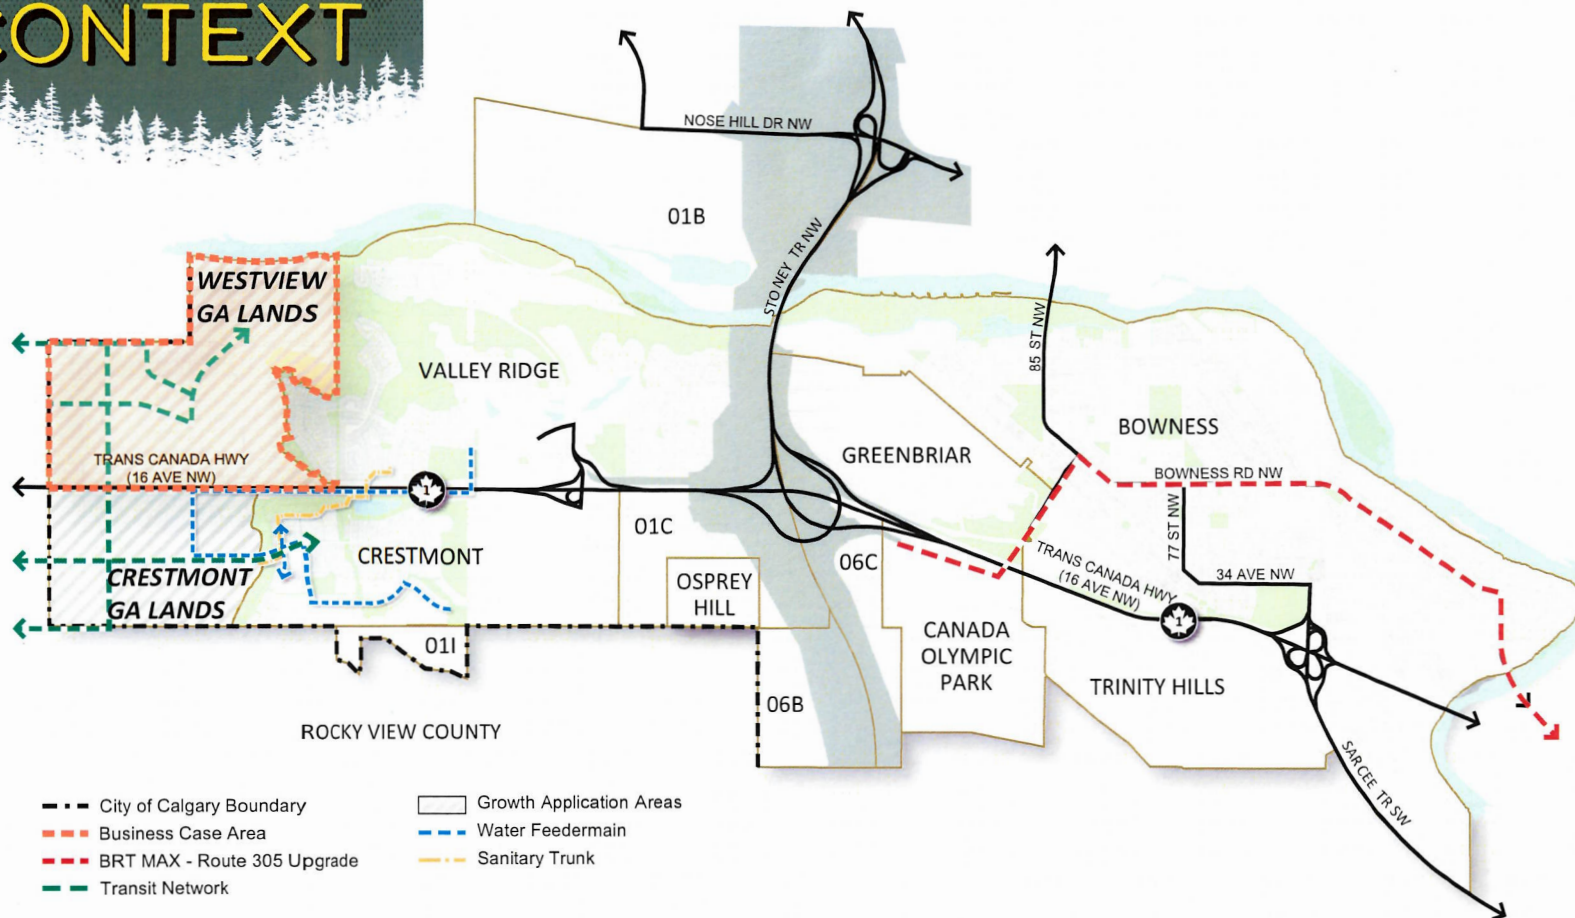 CONTEXT
NOSE HILL DR NW
01B
STONEY TR NW
WESTVIEW
GA LANDS
85 ST NW
VALLEY RIDGE
BOWNESS
GREENBRIAR
TRANS CANADA HWY
(16 AVE NW)
BOWNESS RD NW
1
77 ST NW
01C
CRESTMONT
06C
TRANS CANADA HWY
(16 AVE NW)
34 AVE NW
CRESTMONT
GA LANDS
OSPREY
HILL
1
01I
CANADA
OLYMPIC
PARK
TRINITY HILLS
06B
ROCKY VIEW COUNTY
SARCEE TR SW
City of Calgary Boundary
Business Case Area
BRT MAX - Route 305 Upgrade
Transit Network
Growth Application Areas
Water Feedermain
Sanitary Trunk